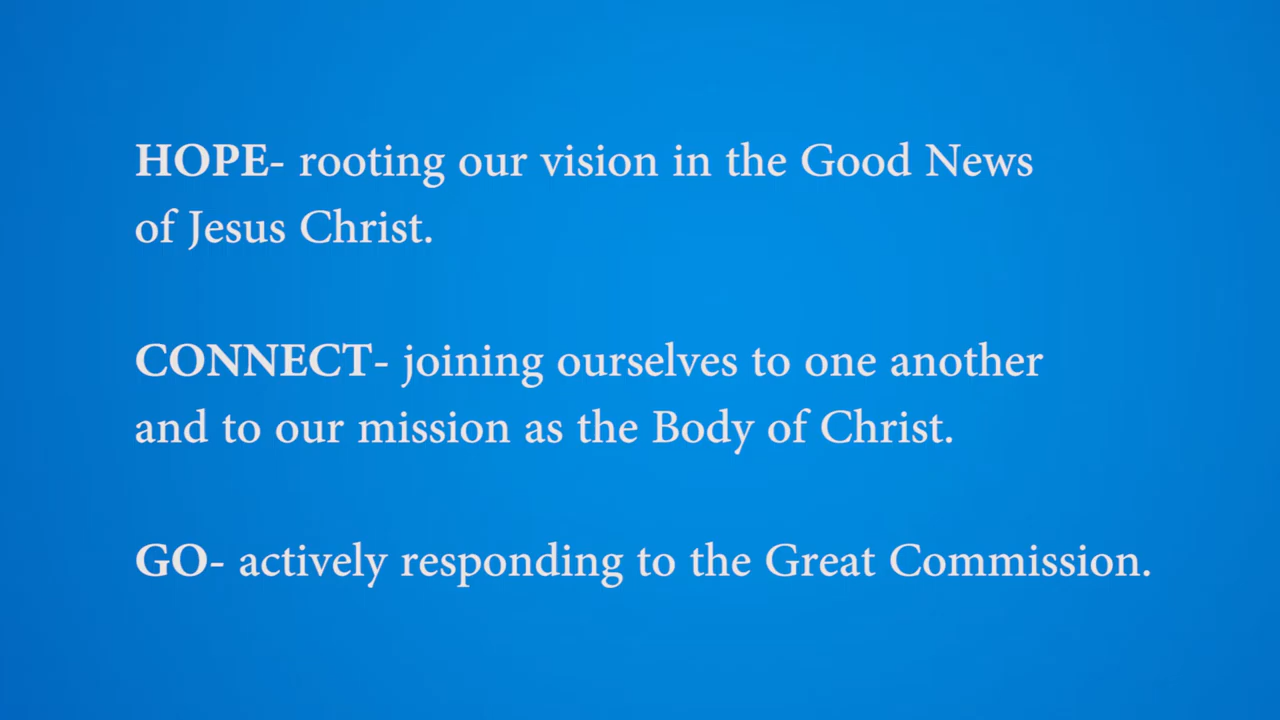 HOPE- rooting our vision in the Good News
of Jesus Christ.
CONNECT- joining ourselves to one another
and to our mission as the Body of Christ.
GO- actively responding to the Great Commission.